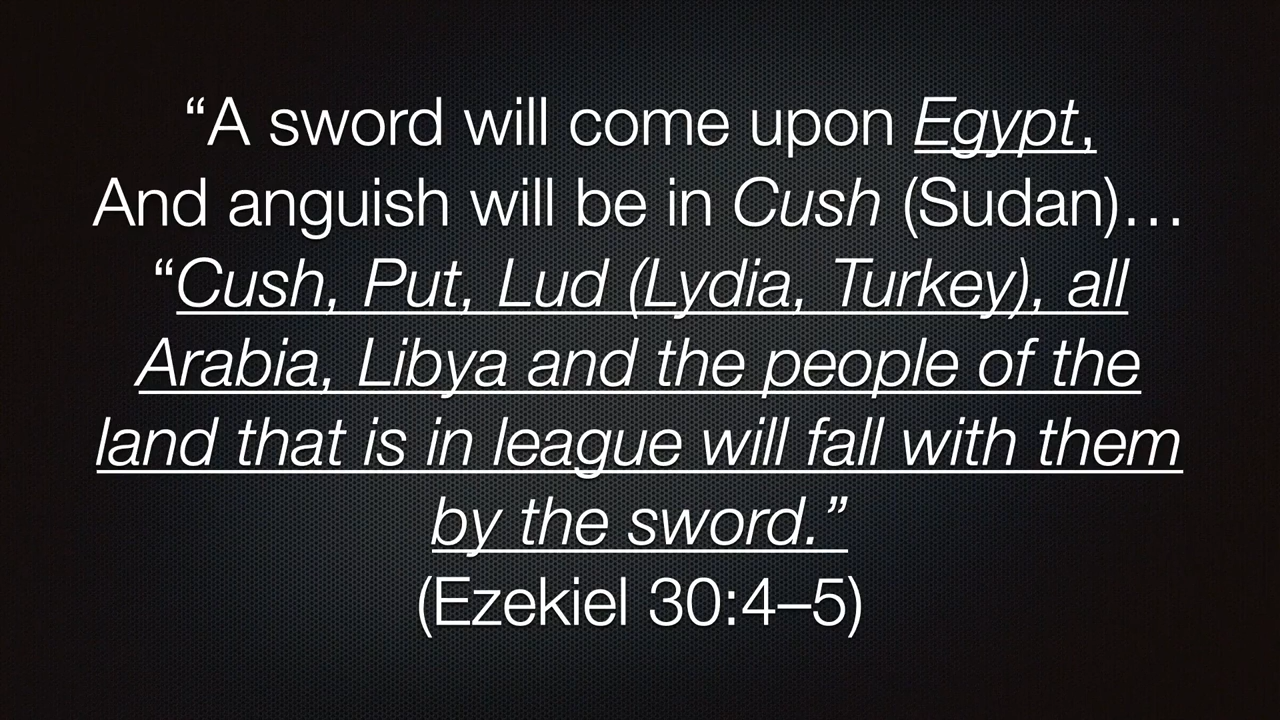 “A sword will come upon Egypt,
And anguish will be in Cush (Sudan)…
“Cush, Put, Lud (Lydia, Turkey), all
Arabia, Libya and the people of the
land that is in league will fall with them
by the sword.”
(Ezekiel 30:4–5)